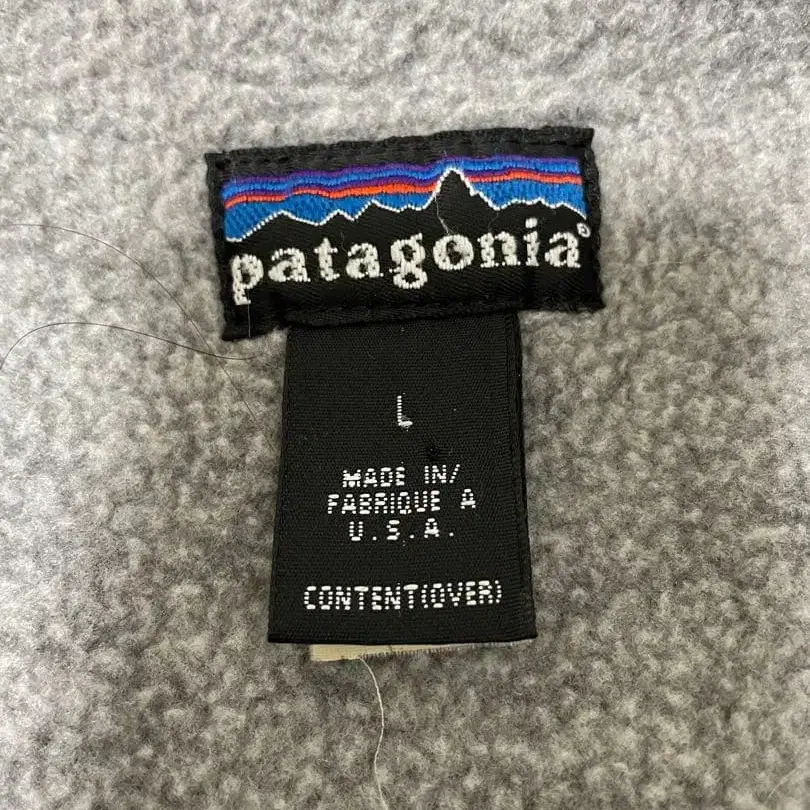 patagonia®
L
MADE IN/
FABRIQUE A
U.S.A.
CONTENT(OVER)